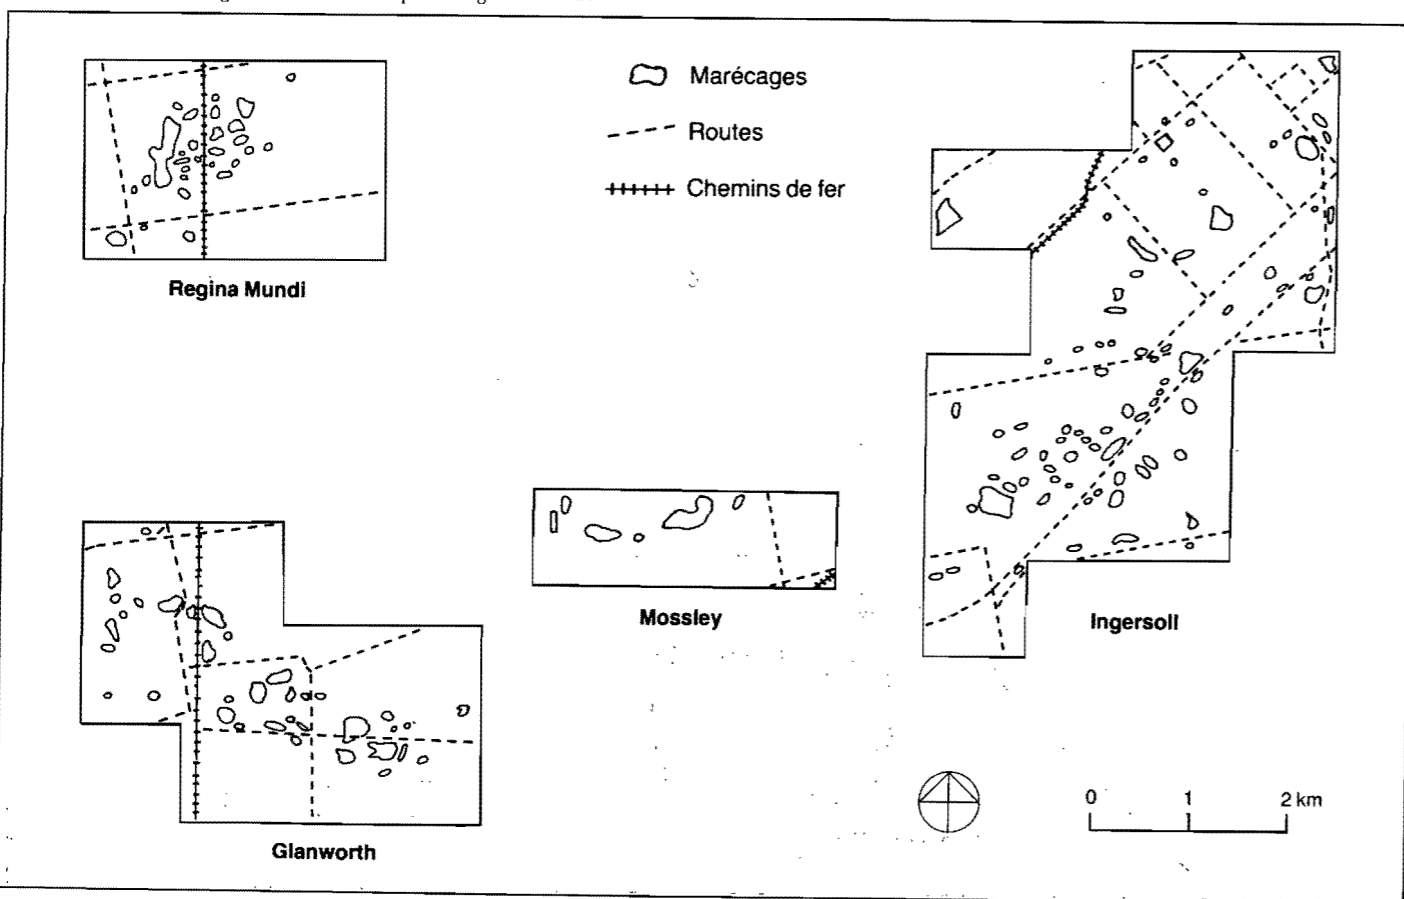 Marécages
Routes
Chemins de fer
Regina Mundi
Mossley
Ingersoll
Glanworth
0 1 2 km